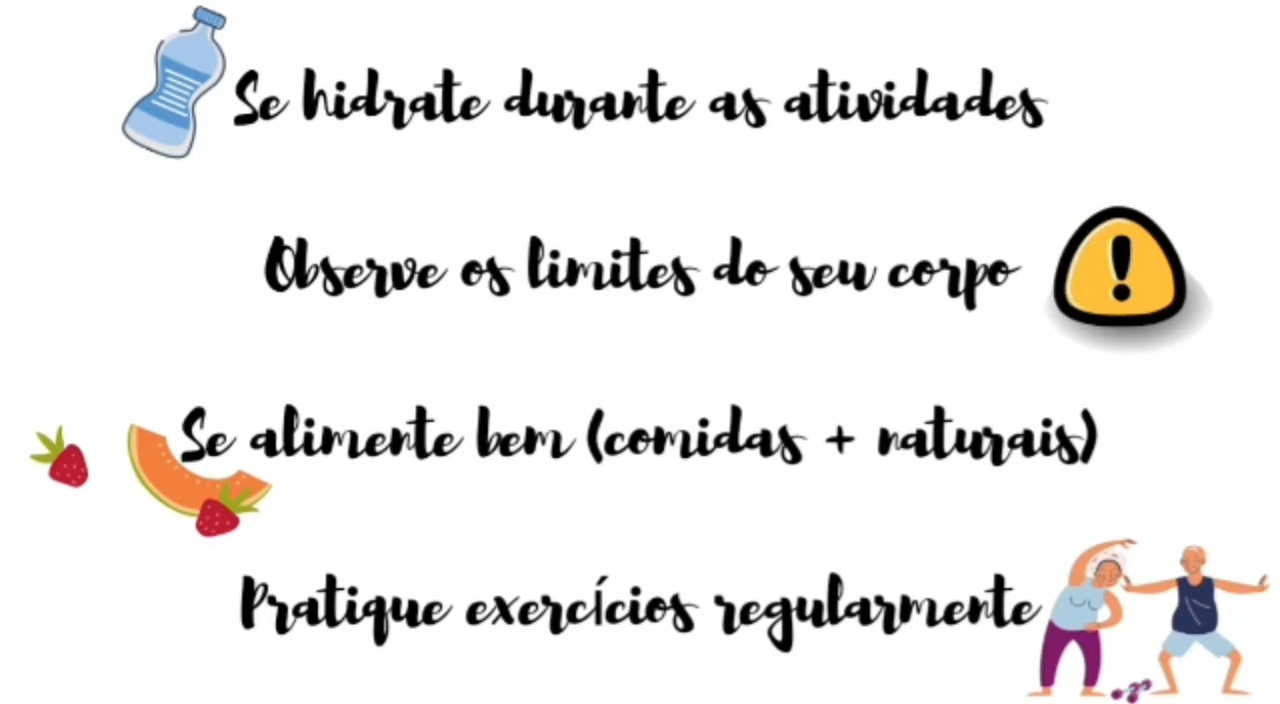 Se hidrate durante as atividades
Observe os limites do seu corpo
Se alimente bem (comidas + naturais)
Pratique exercícios regularmente